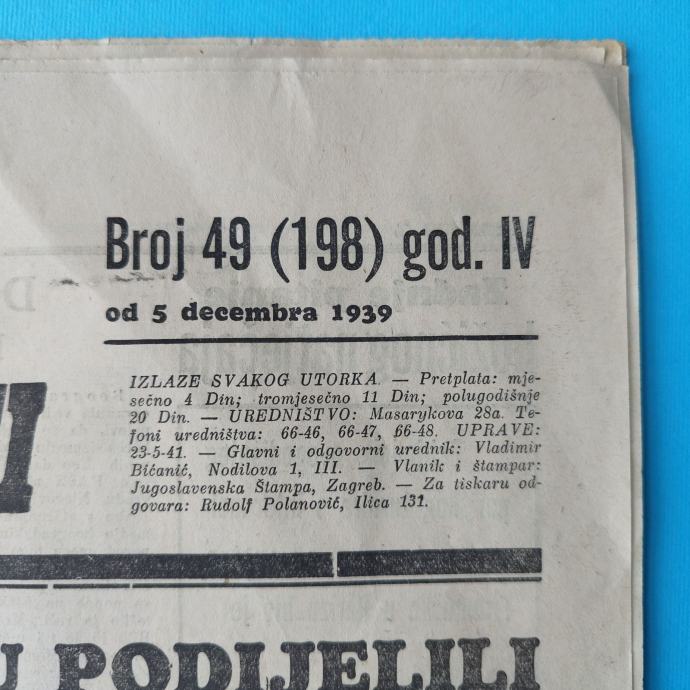 Broj 49 (198) god. IV
od 5 decembra 1939
IZLAZE SVAKOG UTORKA. — Pretplata: mje-
sečno 4 Din; tromjesečno 11 Din; polugodišnje
20 Din. — UREDNIŠTVO: Masarykova 28a. Te-
foni uredništva: 66-46, 66-47, 66-48. UPRAVE:
23-5-41. — Glavni i odgovorni urednik: Vladimir
Bićanić, Nodilova 1, III. — Vlanik i štampar:
Jugoslavenska Štampa, Zagreb. — Za tiskaru od-
govara: Rudolf Polanović, Ilica 131.
U PODIJELILI